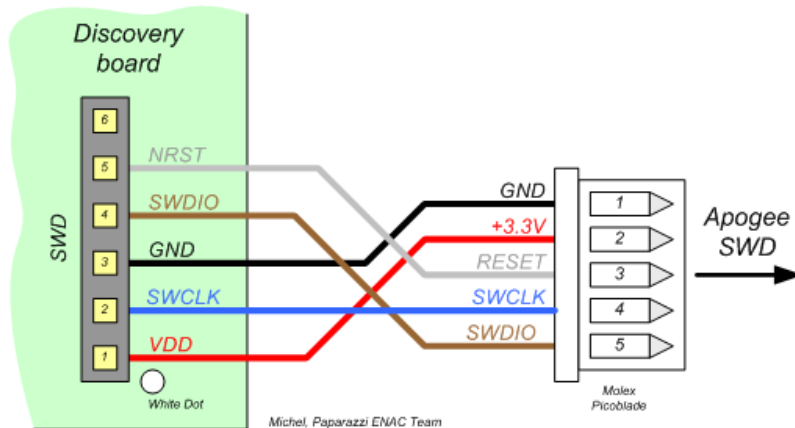 Discovery
board
6
5
4
3
2
1
SWD
NRST
SWDIO
GND
SWCLK
VDD
White Dot
GND
+3.3V
RESET
SWCLK
SWDIO
1
2
3
4
5
Apogee
SWD
Molex
Picoblade
Michel, Paparazzi ENAC Team